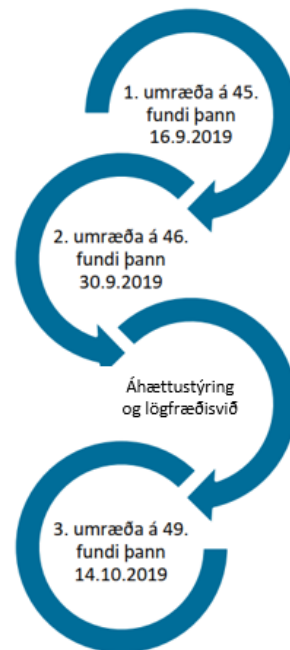 1. umræða á 45.
fundi þann
16.9.2019
2. umræða á 46.
fundi þann
30.9.2019
Áhættustýring
og lögfræðisvið
3. umræða á 49.
fundi þann
14.10.2019